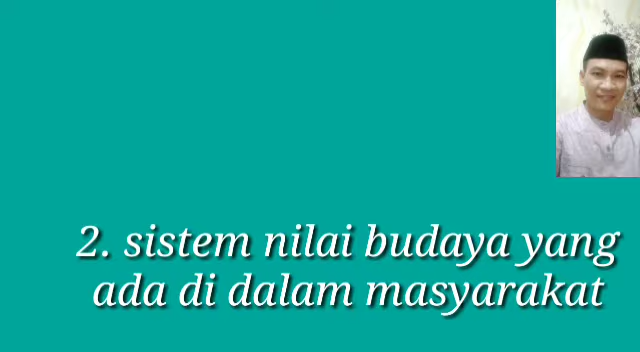 2. sistem nilai budaya yang
ada di dalam masyarakat